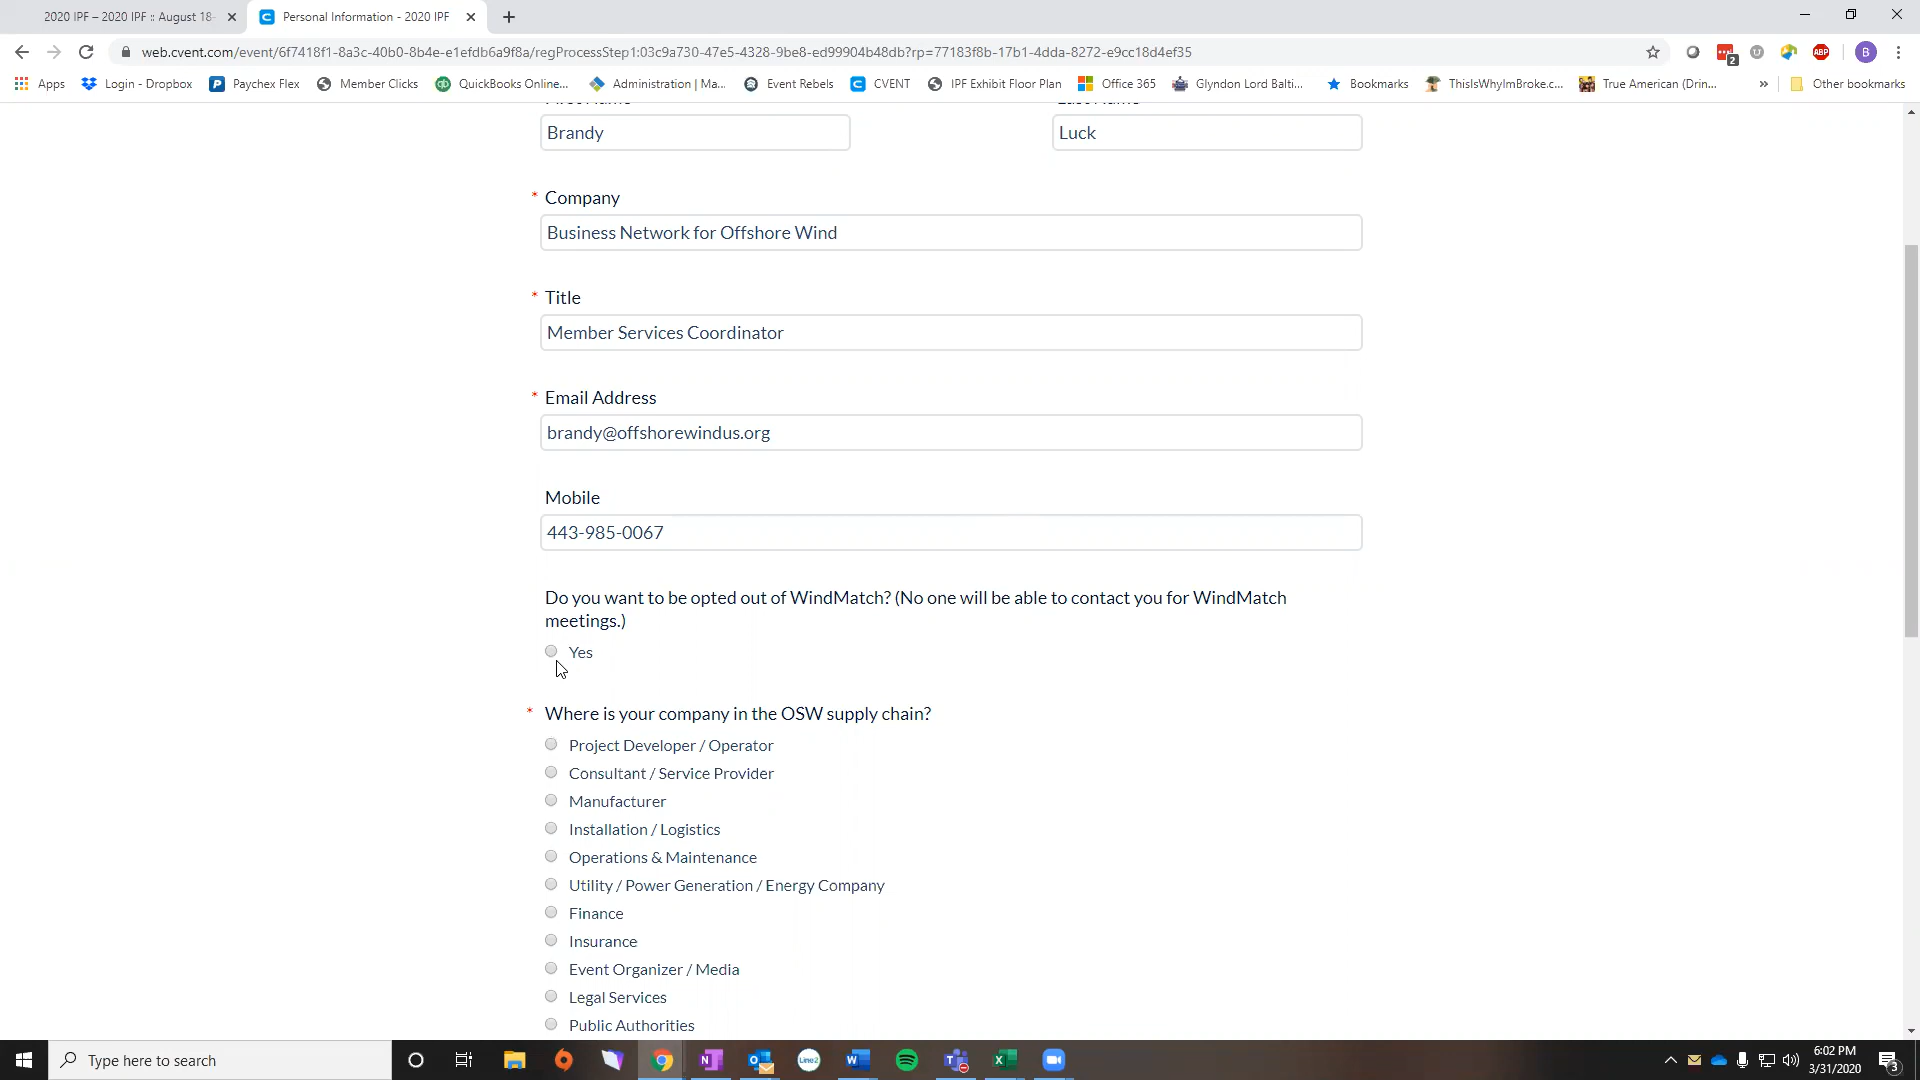 2020 IPF – 2020 IPF :: August 18-
Personal Information - 2020 IPF
web.cvent.com/event/6f7418f1-8a3c-40b0-8b4e-e1efdb6a9f8a/regProcessStep1:03c9a730-47e5-4328-9be8-ed99904b48db?rp=77183f8b-17b1-4dda-8272-e9cc18d4ef35
2
ABP
B
Apps
Login - Dropbox
Paychex Flex
Member Clicks
QuickBooks Online...
Administration | Ma...
Event Rebels
CVENT
IPF Exhibit Floor Plan
Office 365
Glyndon Lord Balti...
Bookmarks
ThisIsWhyImBroke.c...
True American (Drin...
»
Other bookmarks
Brandy
Luck
* Company
Business Network for Offshore Wind
* Title
Member Services Coordinator
* Email Address
brandy@offshorewindus.org
Mobile
443-985-0067
Do you want to be opted out of WindMatch? (No one will be able to contact you for WindMatch
meetings.)
Yes
* Where is your company in the OSW supply chain?
Project Developer / Operator
Consultant / Service Provider
Manufacturer
Installation / Logistics
Operations & Maintenance
Utility / Power Generation / Energy Company
Finance
Insurance
Event Organizer / Media
Legal Services
Public Authorities
Type here to search
Line2
6:02 PM
3/31/2020
3